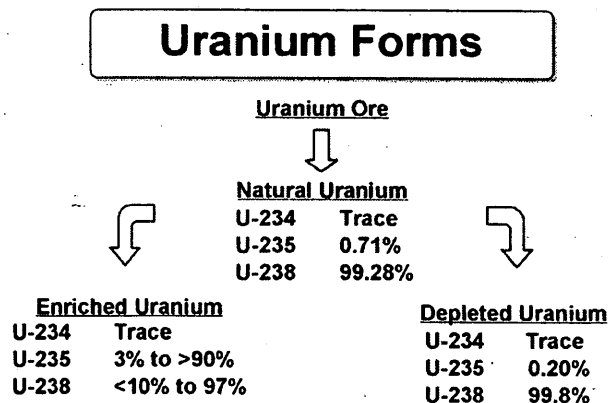 Uranium Forms
Uranium Ore
Natural Uranium
U-234 Trace
U-235 0.71%
U-238 99.28%
Enriched Uranium
U-234 Trace
U-235 3% to >90%
U-238 <10% to 97%
Depleted Uranium
U-234 Trace
U-235 0.20%
U-238 99.8%